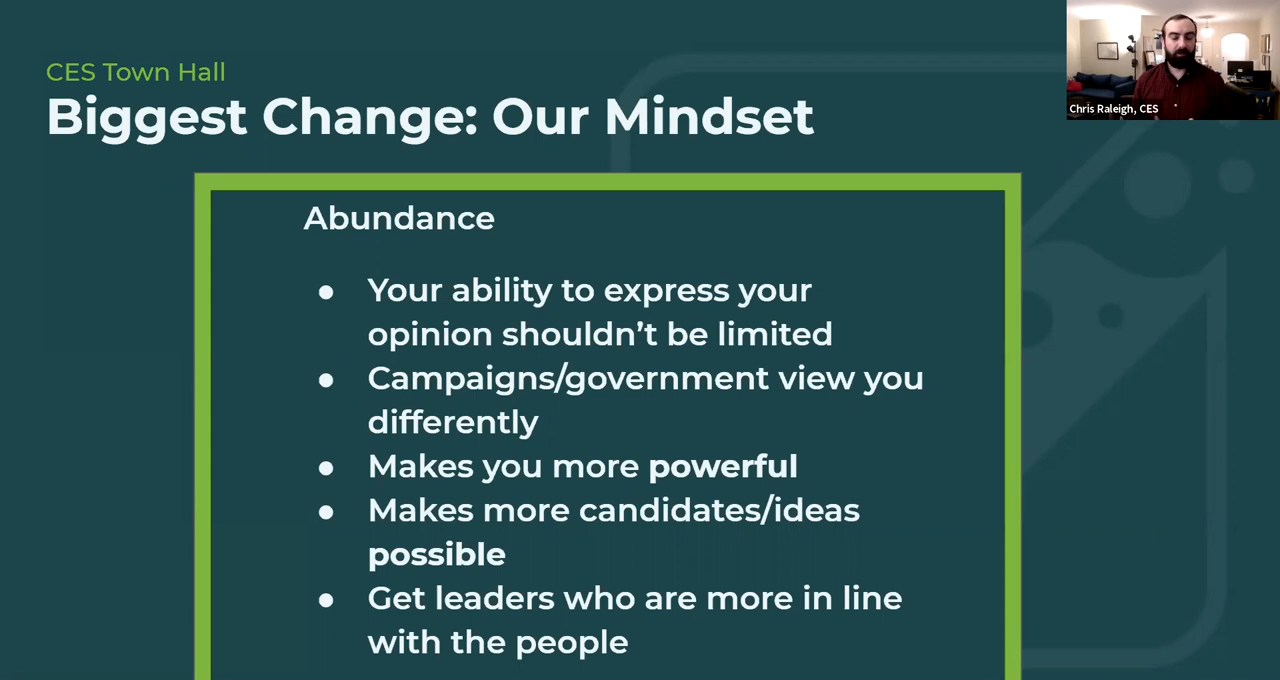 CES Town Hall
Biggest Change: Our Mindset
Chris Raleigh, CES
Abundance
● Your ability to express your
opinion shouldn't be limited
● Campaigns/government view you
differently
● Makes you more powerful
● Makes more candidates/ideas
possible
● Get leaders who are more in line
with the people